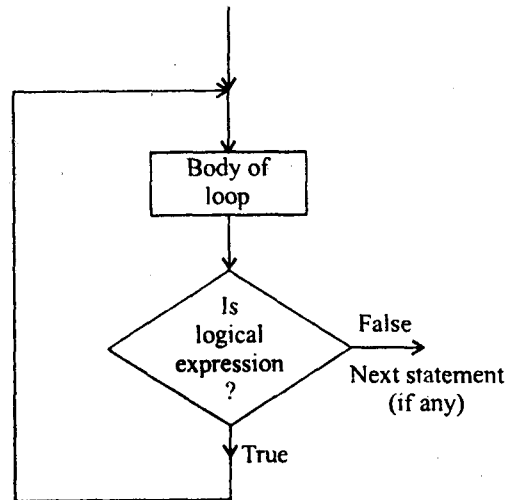 Body of
loop
Is
logical
expression
?
False
Next statement
(if any)
True